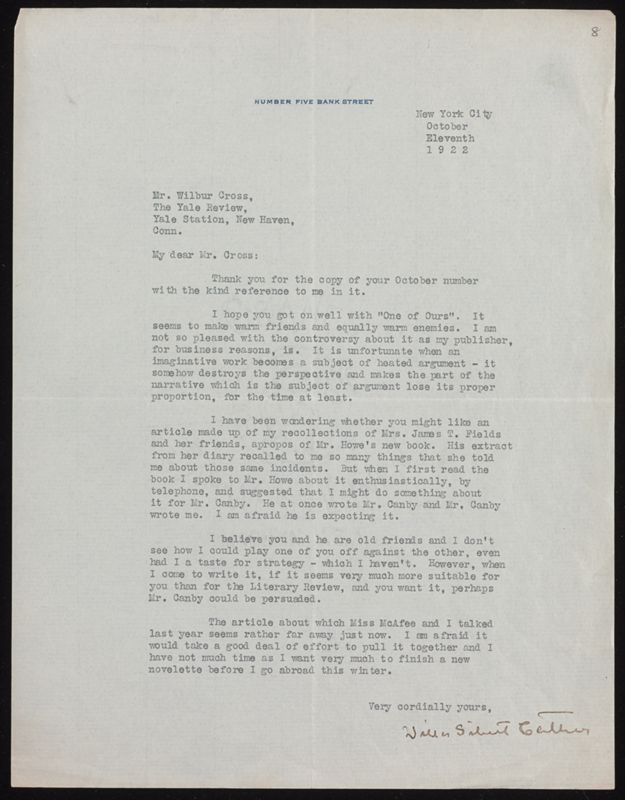 8
NUMBER FIVE BANK STREET
New York City
October
Eleventh
1 9 2 2
Mr. Wilbur Cross,
The Yale Review,
Yale Station, New Haven,
Conn.
My dear Mr. Cross:
Thank you for the copy of your October number
with the kind reference to me in it.
I hope you got on well with "One of Ours". It
seems to make warm friends and equally warm enemies. I am
not so pleased with the controversy about it as my publisher,
for business reasons, is. It is unfortunate when an
imaginative work becomes a subject of heated argument - it
somehow destroys the perspective and makes the part of the
narrative which is the subject of argument lose its proper
proportion, for the time at least.
I have been wondering whether you might like an
article made up of my recollections of Mrs. James T. Fields
and her friends, apropos of Mr. Howe's new book. His extract
from her diary recalled to me so many things that she told
me about those same incidents. But when I first read the
book I spoke to Mr. Howe about it enthusiastically, by
telephone, and suggested that I might do something about
it for Mr. Canby. He at once wrote Mr. Canby and Mr. Canby
wrote me. I am afraid he is expecting it.
I believe you and he are old friends and I don't
see how I could play one of you off against the other, even
had I a taste for strategy - which I haven't. However, when
I come to write it, if it seems very much more suitable for
you than for the Literary Review, and you want it, perhaps
Mr. Canby could be persuaded.
The article about which Miss McAfee and I talked
last year seems rather far away just now. I am afraid it
would take a good deal of effort to pull it together and I
have not much time as I want very much to finish a new
novelette before I go abroad this winter.
Very cordially yours,
Willa Sibert Cather